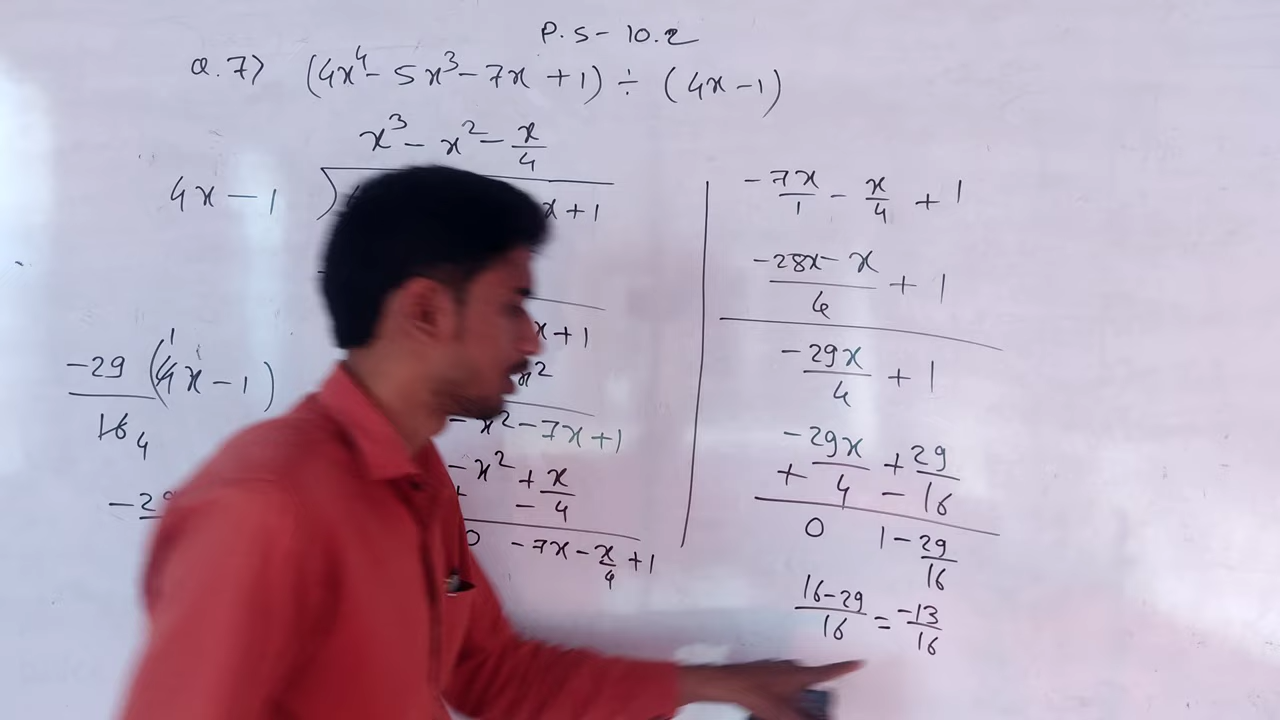 P.S - 10.2
Q.7> (4x⁴ - 5x³ - 7x + 1) ÷ (4x - 1)
x³ - x² - x/4
4x - 1 ) x + 1
x + 1
x²
- x² - 7x + 1
- x² + x/4
-
0 - 7x - x/4 + 1
-29/16 (4x - 1)
4
-29
-7x/1 - x/4 + 1
-28x - x/4 + 1
-29x/4 + 1
-29x/4 + 29/16
+ -
0 1 - 29/16
16-29/16 = -13/16